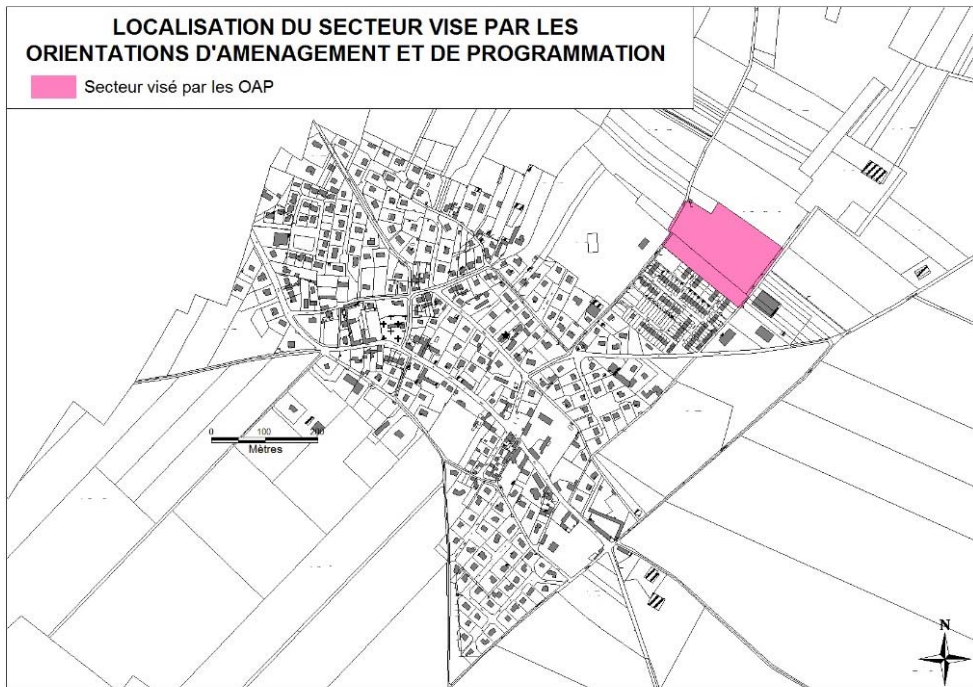 LOCALISATION DU SECTEUR VISE PAR LES
ORIENTATIONS D'AMENAGEMENT ET DE PROGRAMMATION
Secteur visé par les OAP
0 100 200
Mètres
N